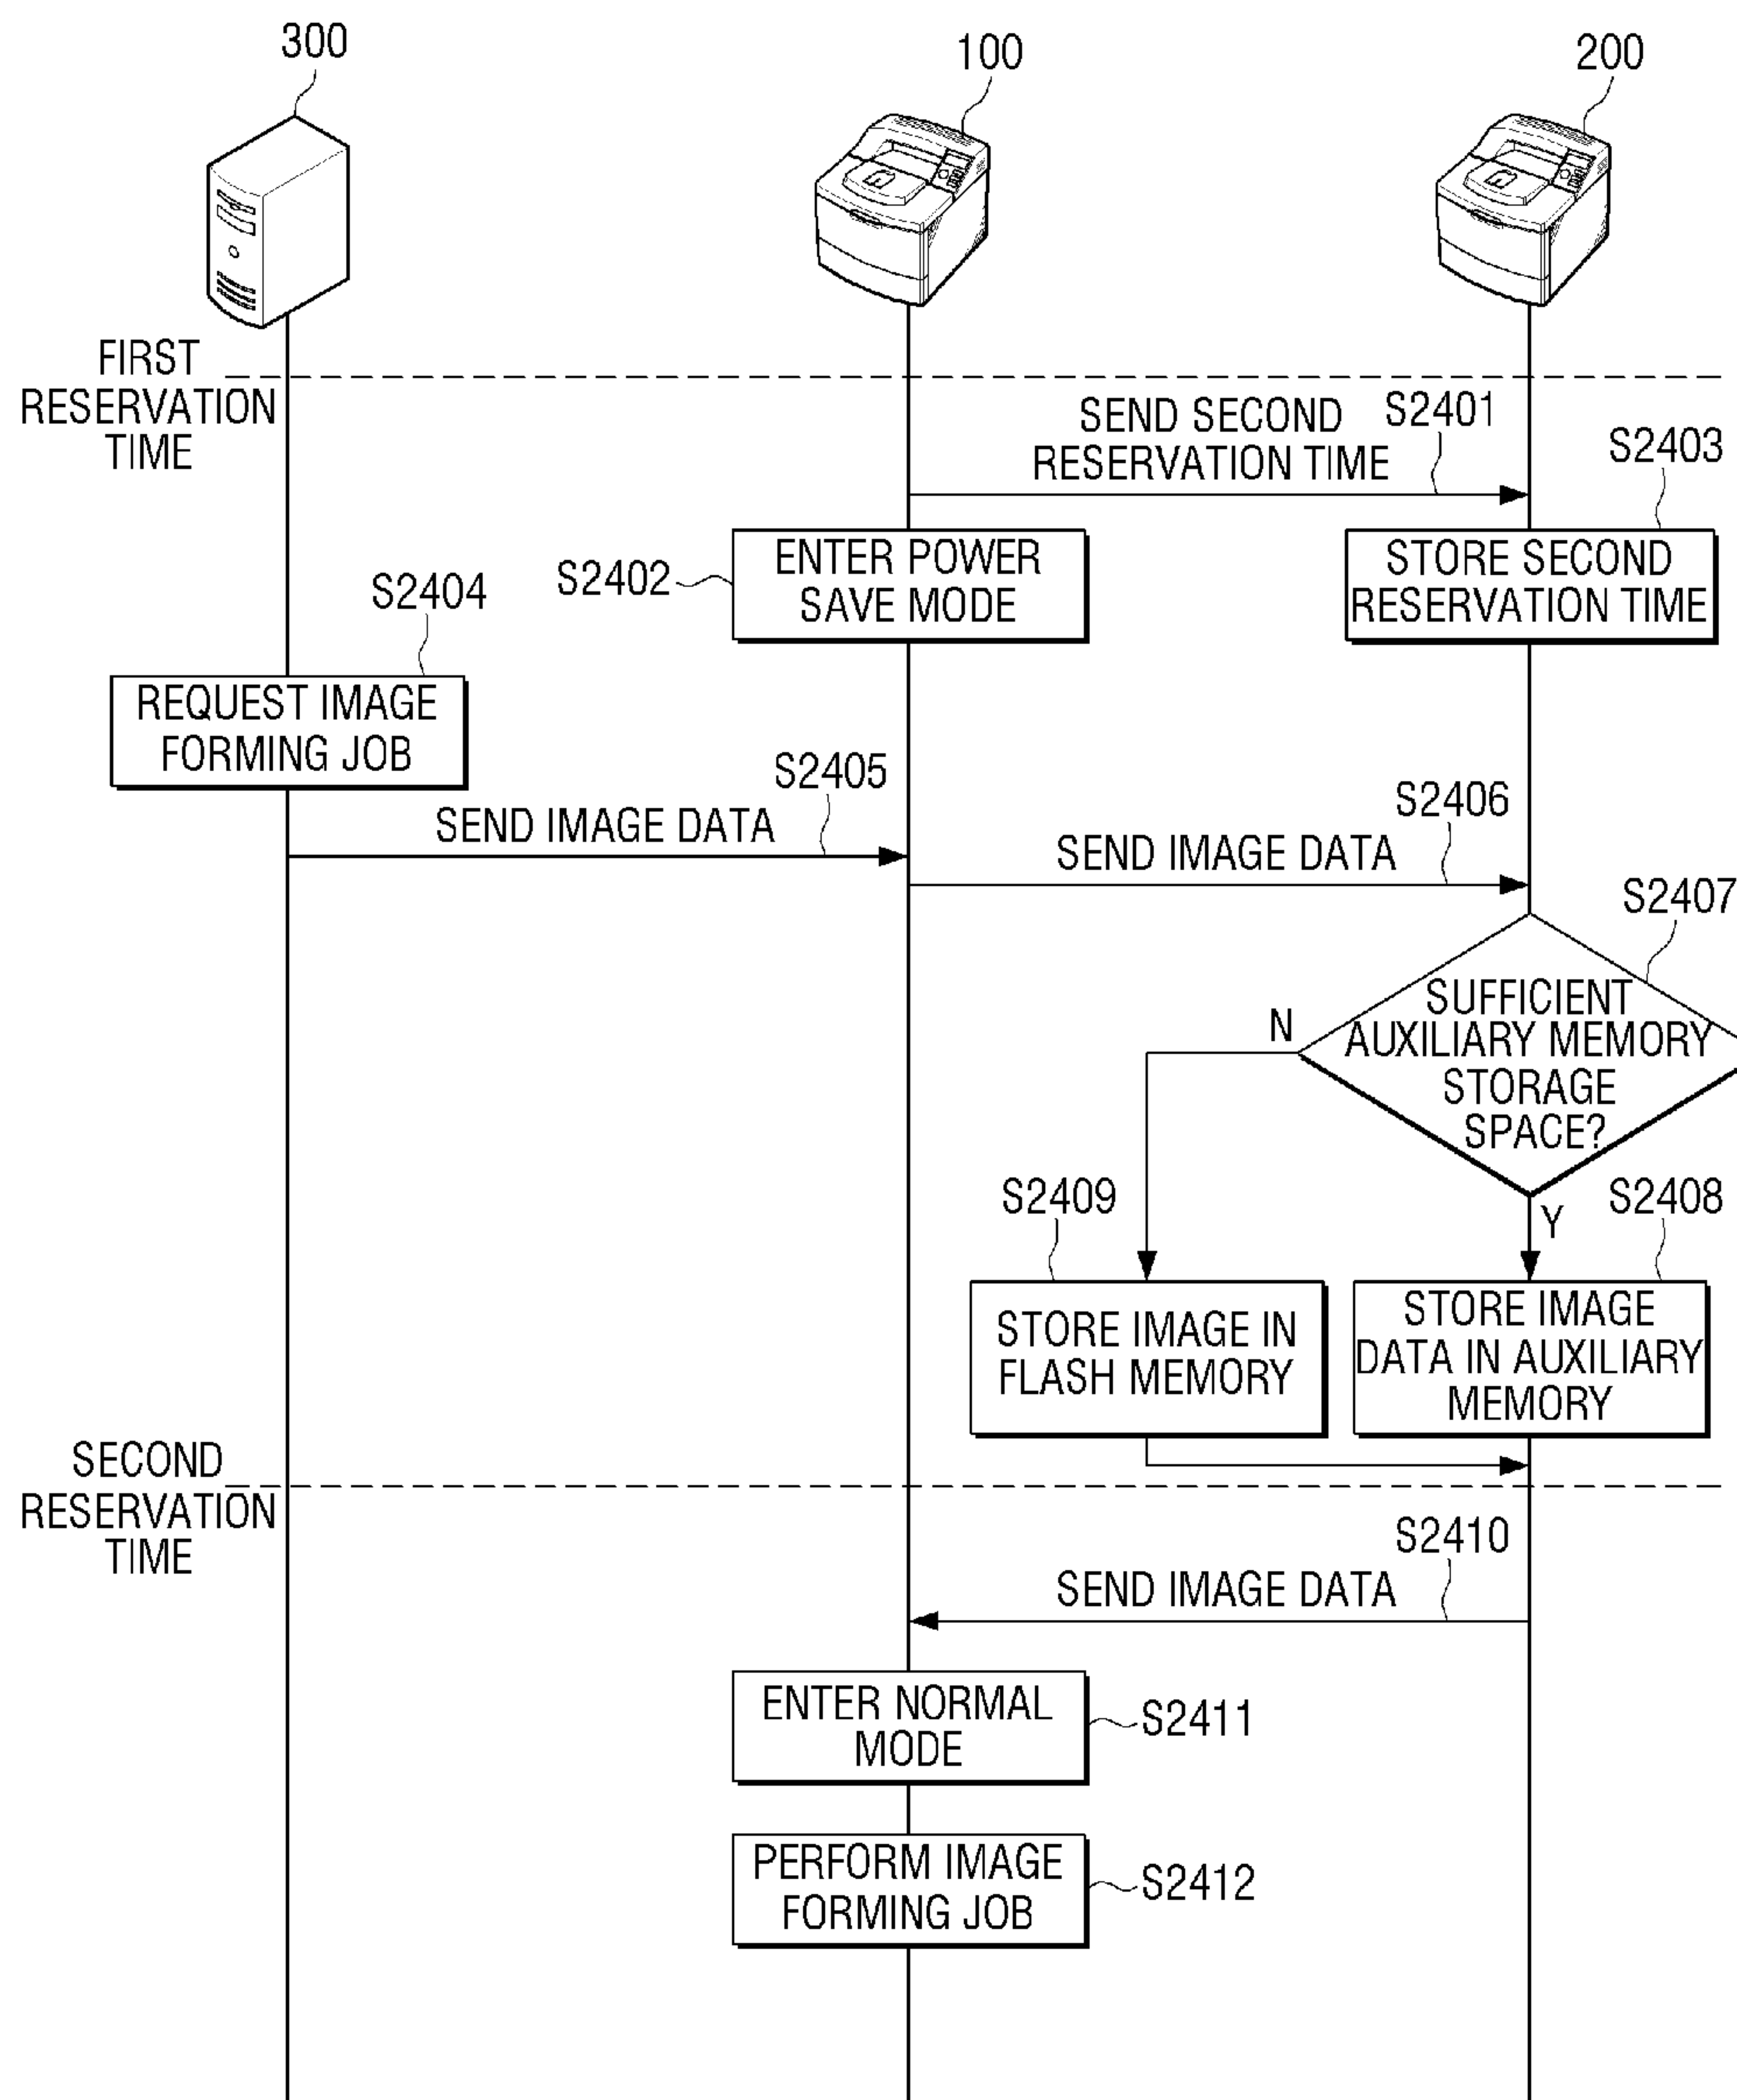 300
100
200
FIRST
RESERVATION
TIME
SEND SECOND
RESERVATION TIME
S2401
S2403
ENTER POWER
SAVE MODE
S2402
STORE SECOND
RESERVATION TIME
S2404
REQUEST IMAGE
FORMING JOB
S2405
SEND IMAGE DATA
S2406
SEND IMAGE DATA
S2407
SUFFICIENT
AUXILIARY MEMORY
STORAGE
SPACE?
N
Y
S2409
S2408
STORE IMAGE IN
FLASH MEMORY
STORE IMAGE
DATA IN AUXILIARY
MEMORY
SECOND
RESERVATION
TIME
S2410
SEND IMAGE DATA
ENTER NORMAL
MODE
S2411
PERFORM IMAGE
FORMING JOB
S2412